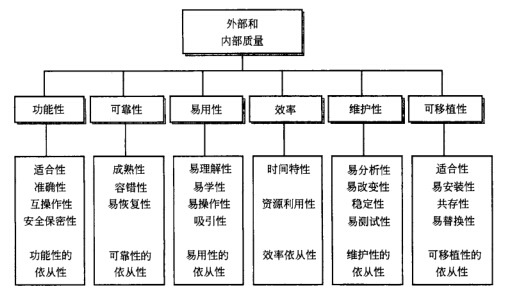 外部和
内部质量
功能性
可靠性
易用性
效率
维护性
可移植性
适合性
准确性
互操作性
安全保密性
功能性的
依从性
成熟性
容错性
易恢复性
可靠性的
依从性
易理解性
易学性
易操作性
吸引性
易用性的
依从性
时间特性
资源利用性
效率依从性
易分析性
易改变性
稳定性
易测试性
维护性的
依从性
适合性
易安装性
共存性
易替换性
可移植性的
依从性